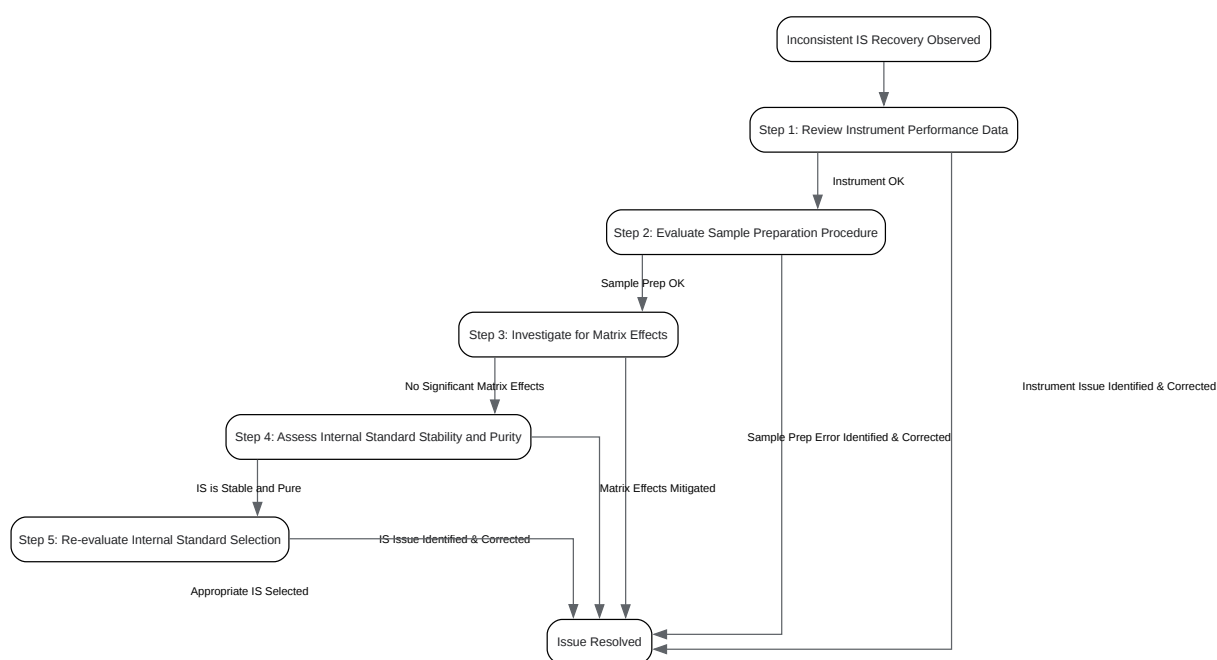 Inconsistent IS Recovery Observed
Step 1: Review Instrument Performance Data
Instrument OK
Step 2: Evaluate Sample Preparation Procedure
Sample Prep OK
Step 3: Investigate for Matrix Effects
No Significant Matrix Effects
Instrument Issue Identified & Corrected
Step 4: Assess Internal Standard Stability and Purity
Sample Prep Error Identified & Corrected
IS is Stable and Pure
Matrix Effects Mitigated
Step 5: Re-evaluate Internal Standard Selection
IS Issue Identified & Corrected
Appropriate IS Selected
Issue Resolved